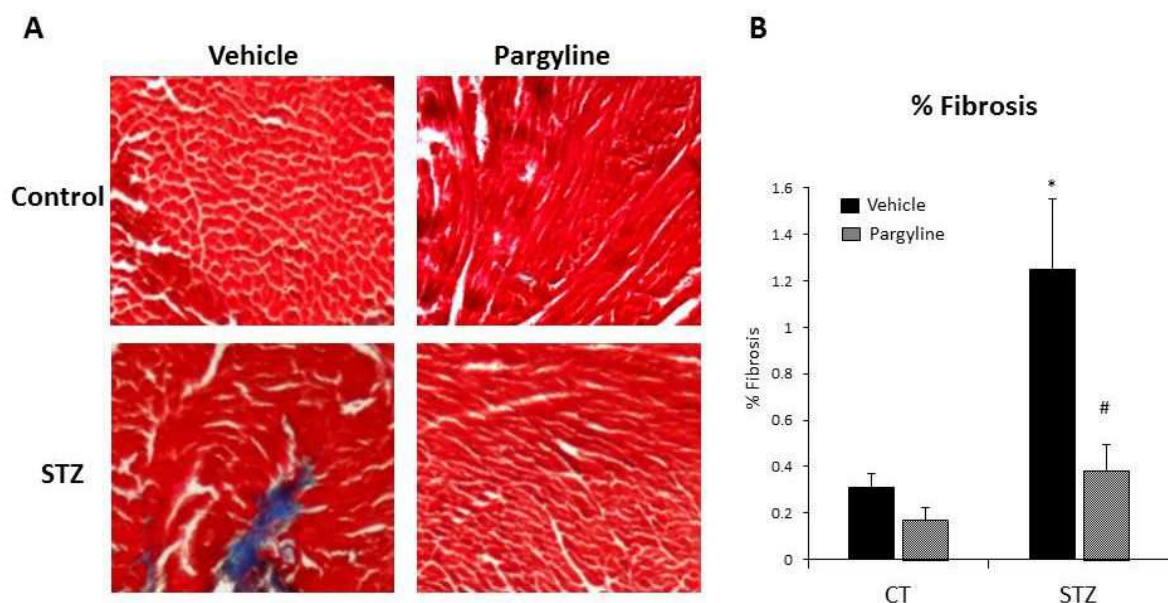 A
Vehicle
Pargyline
Control
STZ
B
% Fibrosis
% Fibrosis
1.6
1.4
1.2
1
0.8
0.6
0.4
0.2
0
Vehicle
Pargyline
*
#
CT
STZ